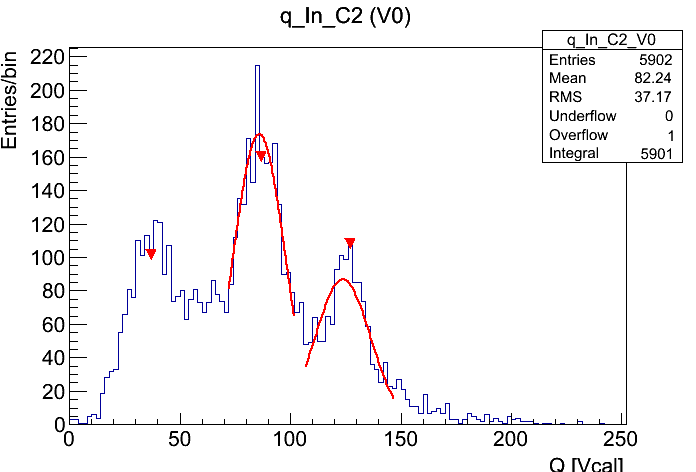 q_In_C2 (V0)
q_In_C2_V0
Entries 5902
Mean 82.24
RMS 37.17
Underflow 0
Overflow 1
Integral 5901
Entries/bin
220
200
180
160
140
120
100
80
60
40
20
0
0 50 100 150 200 250
Q [Vcal]